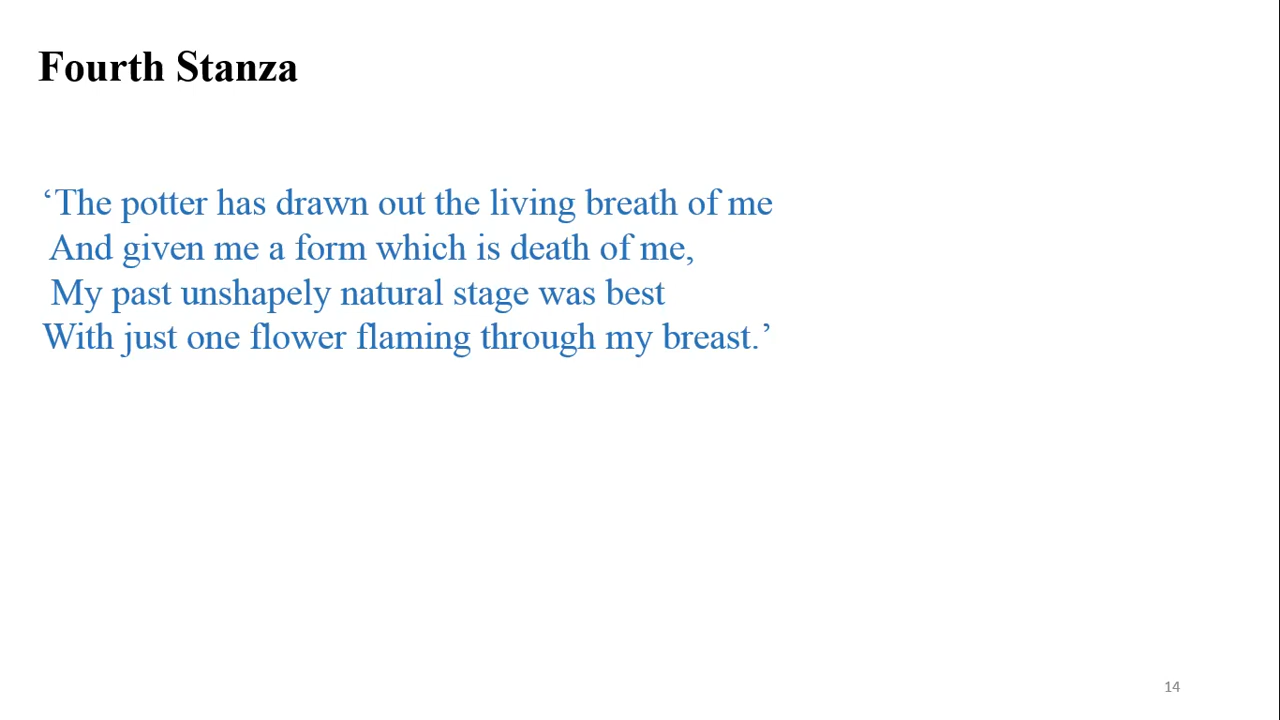 Fourth Stanza
‘The potter has drawn out the living breath of me
And given me a form which is death of me,
My past unshapely natural stage was best
With just one flower flaming through my breast.’
14